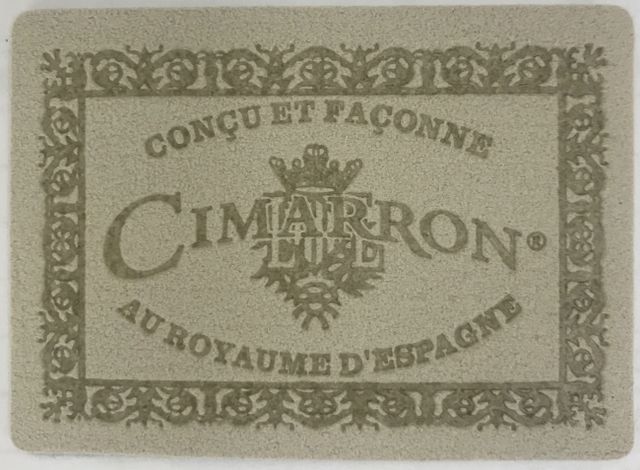 CONÇU ET FAÇONNE
CIMARRON®
AU ROYAUME D'ESPAGNE